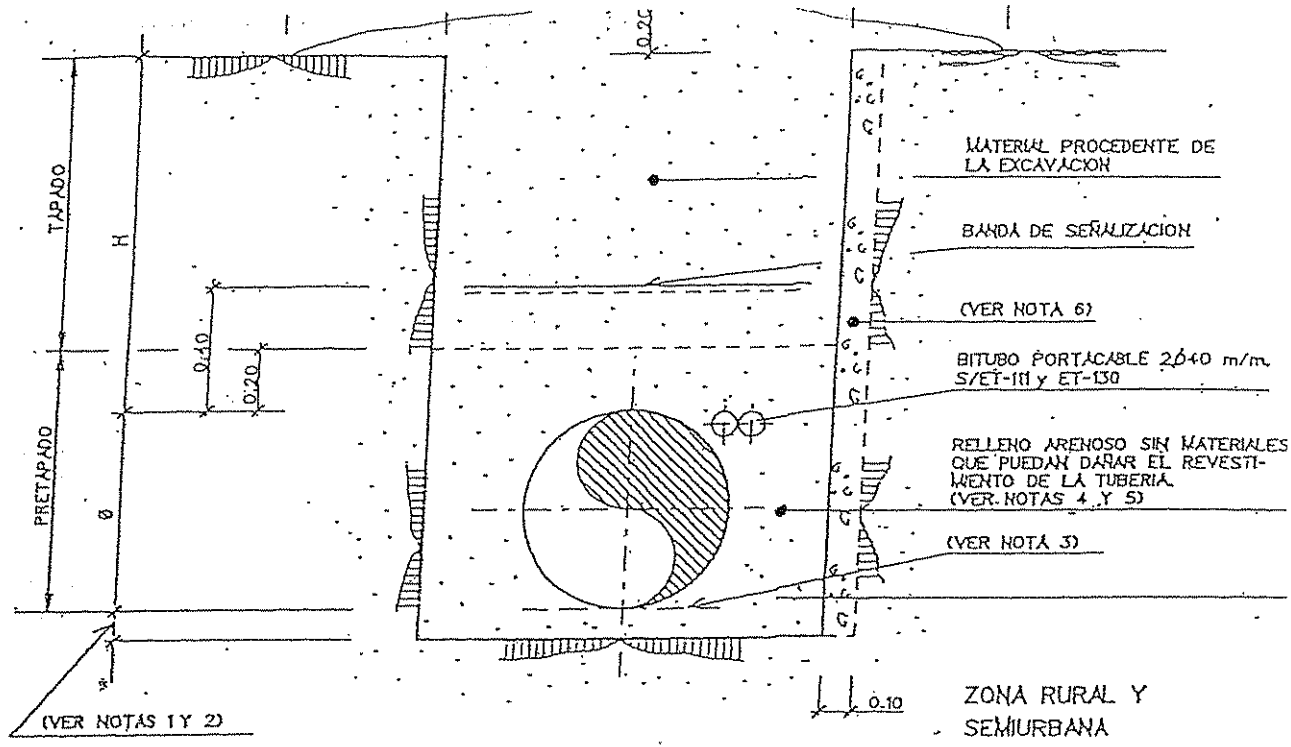 0.20
MATERIAL PROCEDENTE DE
LA EXCAVACION
TAPADO
H
BANDA DE SEÑALIZACION
(VER NOTA 6)
0.40
0.20
BITUBO PORTACABLE 2Ø40 m/m.
S/ET-111 y ET-130
RELLENO ARENOSO SIN MATERIALES
QUE PUEDAN DAÑAR EL REVESTI-
MIENTO DE LA TUBERIA.
(VER NOTAS 4 Y 5)
PRETAPADO
Ø
(VER NOTA 3)
*
0.10
ZONA RURAL Y
SEMIURBANA
(VER NOTAS 1 Y 2)